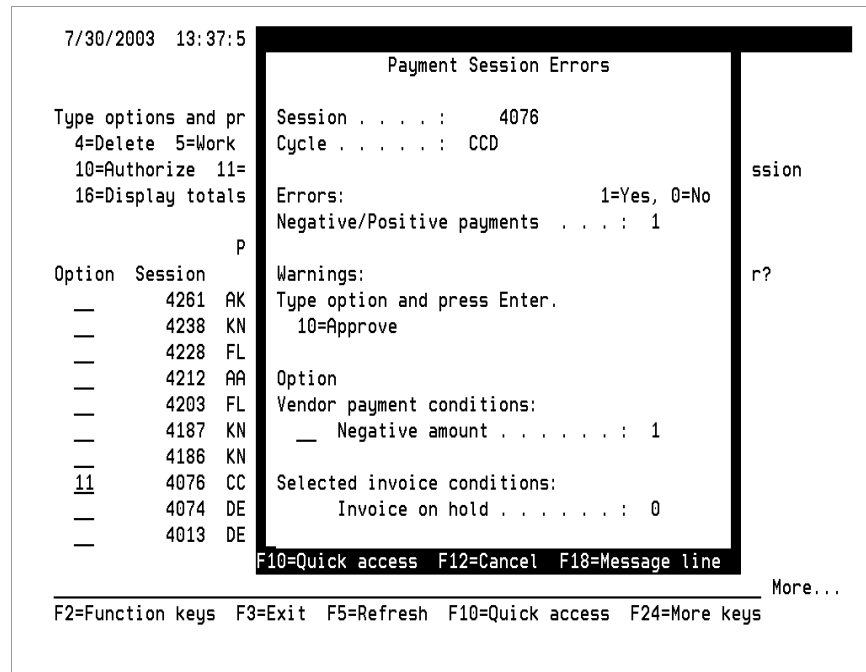 7/30/2003 13:37:5
Payment Session Errors
Type options and pr Session . . . . : 4076
4=Delete 5=Work Cycle . . . . . : CCD
10=Authorize 11= ssion
16=Display totals Errors: 1=Yes, 0=No
Negative/Positive payments . . . : 1
P
Option Session Warnings: r?
4261 AK Type option and press Enter.
4238 KN 10=Approve
4228 FL
4212 AA Option
4203 FL Vendor payment conditions:
4187 KN __ Negative amount . . . . . . : 1
4186 KN
11 4076 CC Selected invoice conditions:
4074 DE Invoice on hold . . . . . . : 0
4013 DE
F10=Quick access F12=Cancel F18=Message line
More...
F2=Function keys F3=Exit F5=Refresh F10=Quick access F24=More keys